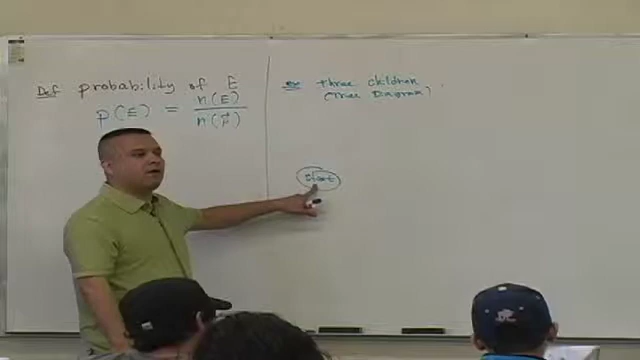 Def probability of E
p(E) = n(E)/n(S)
ex three children
(Tree Diagram)
Start